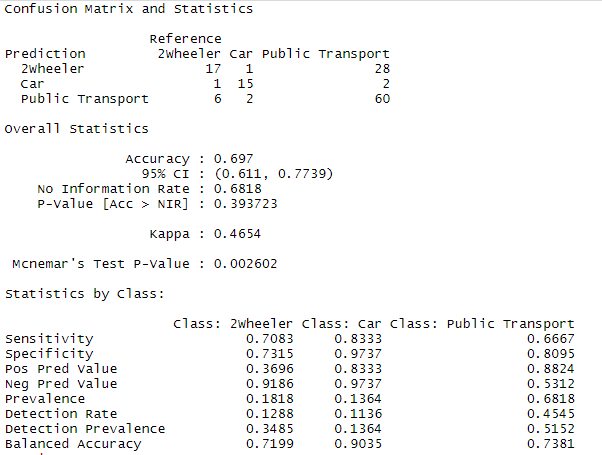 Confusion Matrix and Statistics
Reference
Prediction 2Wheeler Car Public Transport
2Wheeler 17 1 28
Car 1 15 2
Public Transport 6 2 60
Overall Statistics
Accuracy : 0.697
95% CI : (0.611, 0.7739)
No Information Rate : 0.6818
P-Value [Acc > NIR] : 0.393723
Kappa : 0.4654
Mcnemar's Test P-Value : 0.002602
Statistics by Class:
Class: 2Wheeler Class: Car Class: Public Transport
Sensitivity 0.7083 0.8333 0.6667
Specificity 0.7315 0.9737 0.8095
Pos Pred Value 0.3696 0.8333 0.8824
Neg Pred Value 0.9186 0.9737 0.5312
Prevalence 0.1818 0.1364 0.6818
Detection Rate 0.1288 0.1136 0.4545
Detection Prevalence 0.3485 0.1364 0.5152
Balanced Accuracy 0.7199 0.9035 0.7381